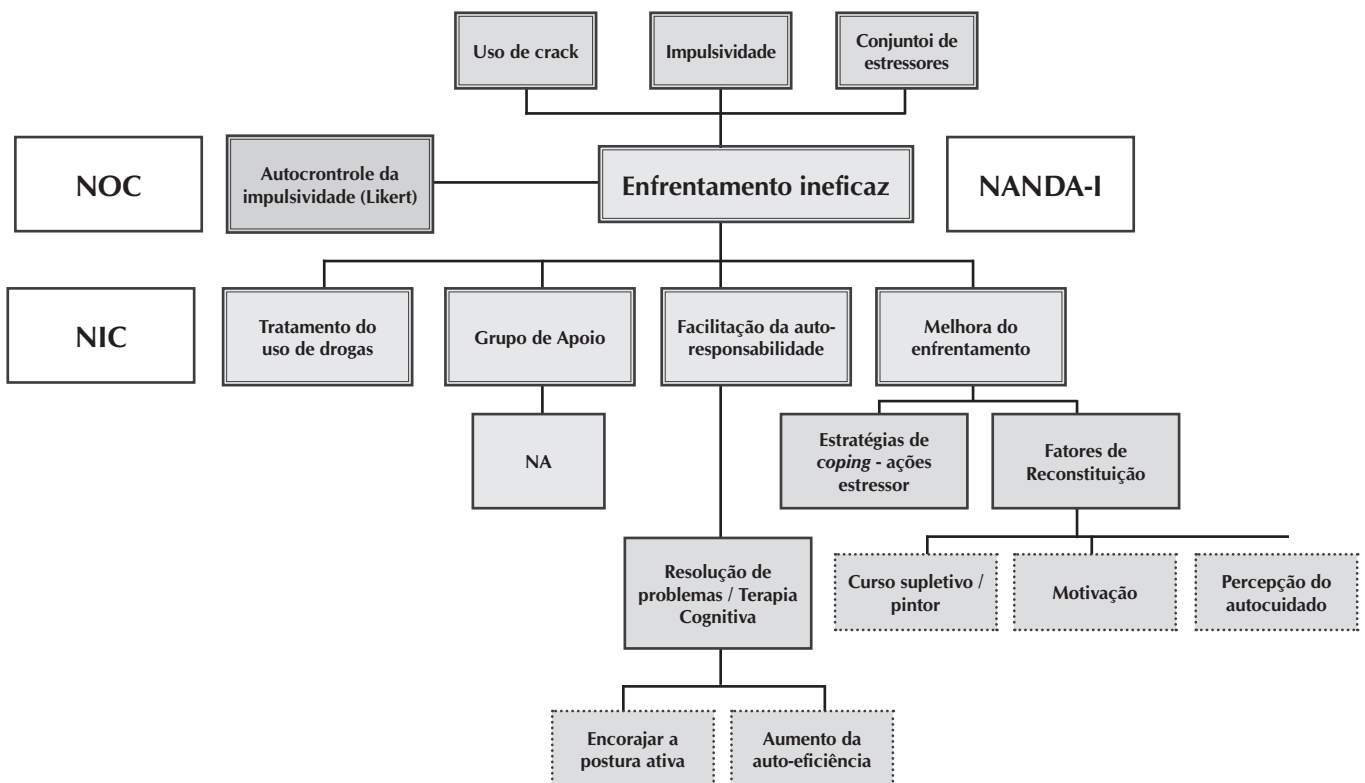 Uso de crack
Impulsividade
Conjuntoi de
estressores
NOC
Autocrontrole da
impulsividade (Likert)
Enfrentamento ineficaz
NANDA-I
NIC
Tratamento do
uso de drogas
Grupo de Apoio
Facilitação da auto-
responsabilidade
Melhora do
enfrentamento
NA
Estratégias de
coping - ações
estressor
Fatores de
Reconstituição
Resolução de
problemas / Terapia
Cognitiva
Curso supletivo /
pintor
Motivação
Percepção do
autocuidado
Encorajar a
postura ativa
Aumento da
auto-eficiência